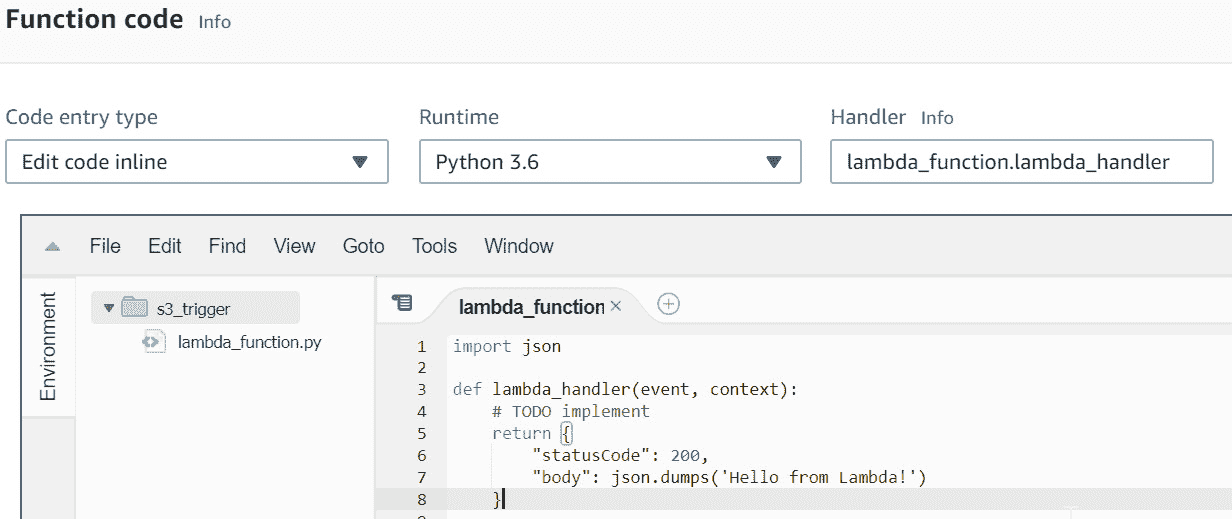 Function code Info
Code entry type
Runtime
Handler Info
Edit code inline
Python 3.6
lambda_function.lambda_handler
File Edit Find View Goto Tools Window
Environment
s3_trigger
lambda_function.py
lambda_function ×
1 import json
2
3 def lambda_handler(event, context):
4     # TODO implement
5     return {
6         "statusCode": 200,
7         "body": json.dumps('Hello from Lambda!')
8     }